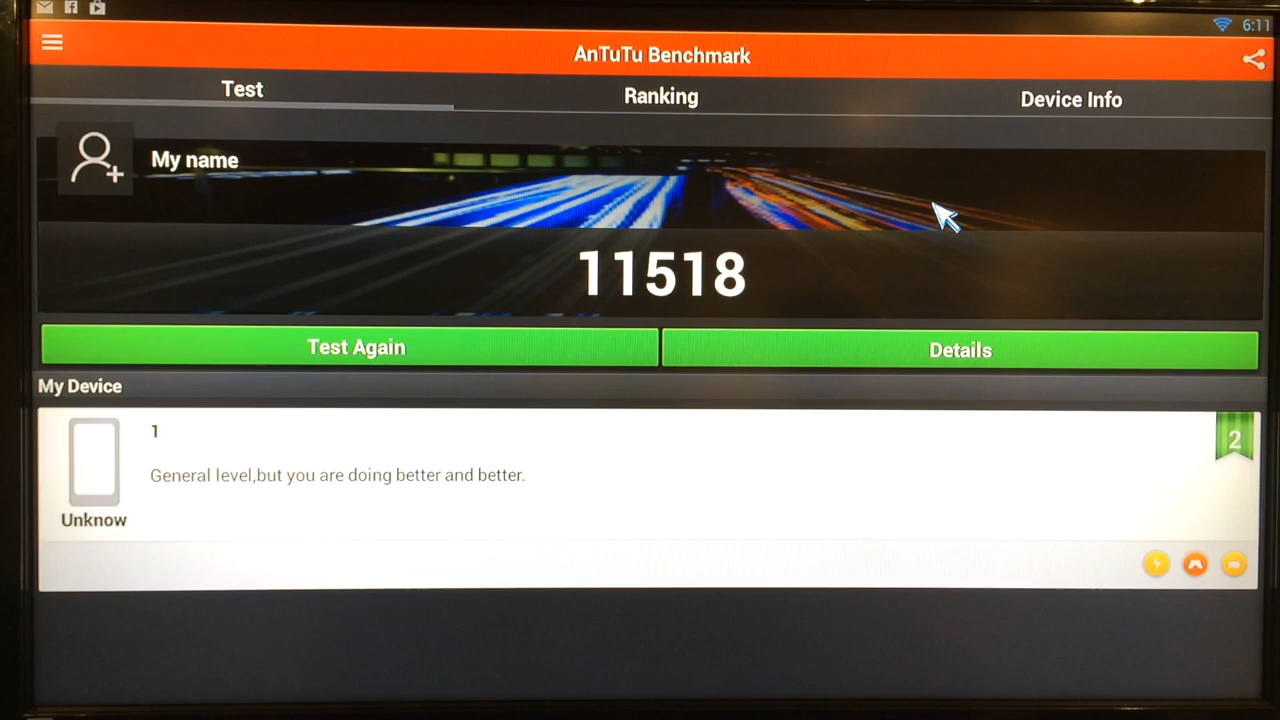 6:11
AnTuTu Benchmark
Test
Ranking
Device Info
My name
11518
Test Again
Details
My Device
1
2
General level,but you are doing better and better.
Unknow